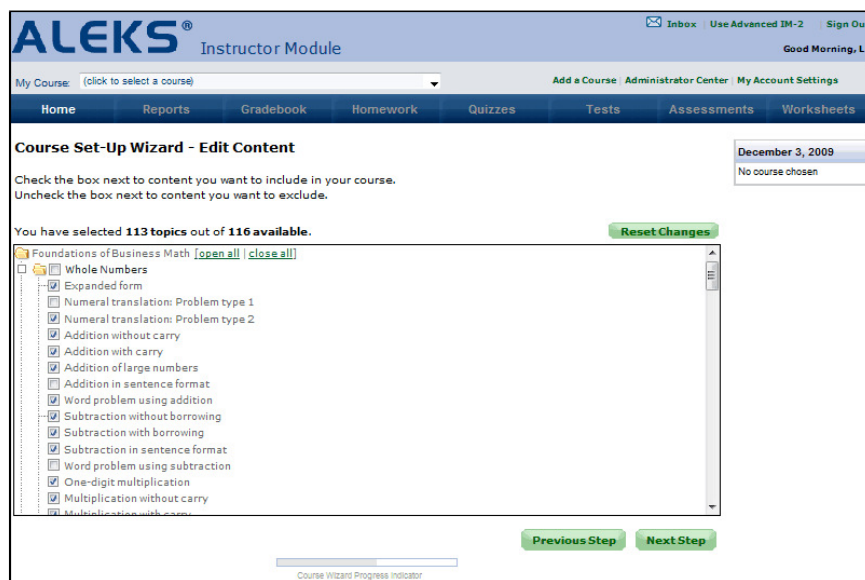 ALEKS®
Instructor Module
Inbox | Use Advanced IM-2 | Sign Ou
Good Morning, L
My Course: (click to select a course)
Add a Course | Administrator Center | My Account Settings
Home Reports Gradebook Homework Quizzes Tests Assessments Worksheets
Course Set-Up Wizard - Edit Content
December 3, 2009
No course chosen
Check the box next to content you want to include in your course.
Uncheck the box next to content you want to exclude.
You have selected 113 topics out of 116 available.
Reset Changes
Foundations of Business Math [open all | close all]
Whole Numbers
Expanded form
Numeral translation: Problem type 1
Numeral translation: Problem type 2
Addition without carry
Addition with carry
Addition of large numbers
Addition in sentence format
Word problem using addition
Subtraction without borrowing
Subtraction with borrowing
Subtraction in sentence format
Word problem using subtraction
One-digit multiplication
Multiplication without carry
Multiplication with carry
Previous Step Next Step
Course Wizard Progress Indicator